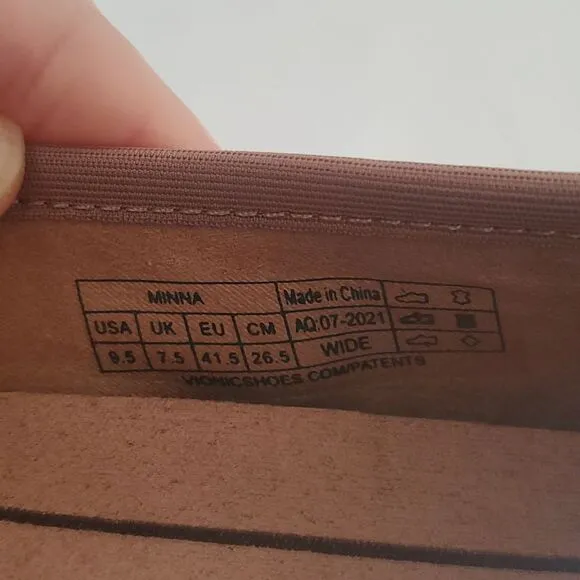 MINNA Made in China
USA UK EU CM AQ:07-2021
9.5 7.5 41.5 26.5 WIDE
VIONICSHOES.COM/PATENTS